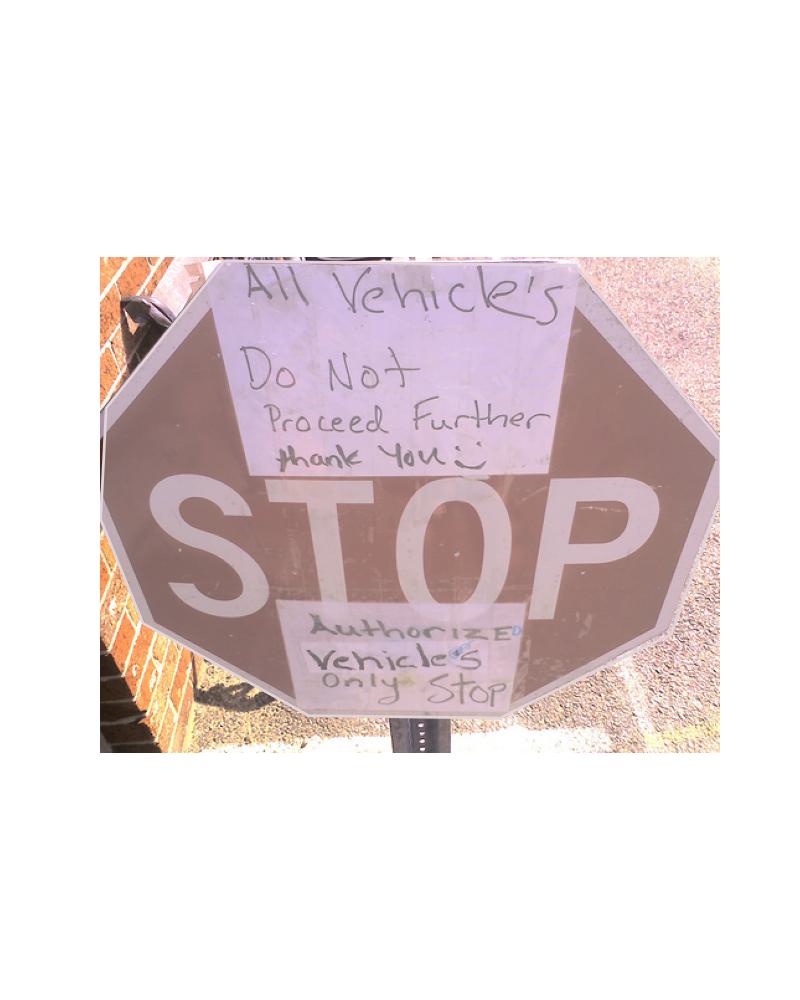 All Vehicle's
Do Not
Proceed Further
thank You :)
STOP
AuthorIZED
Vehicle's
only Stop